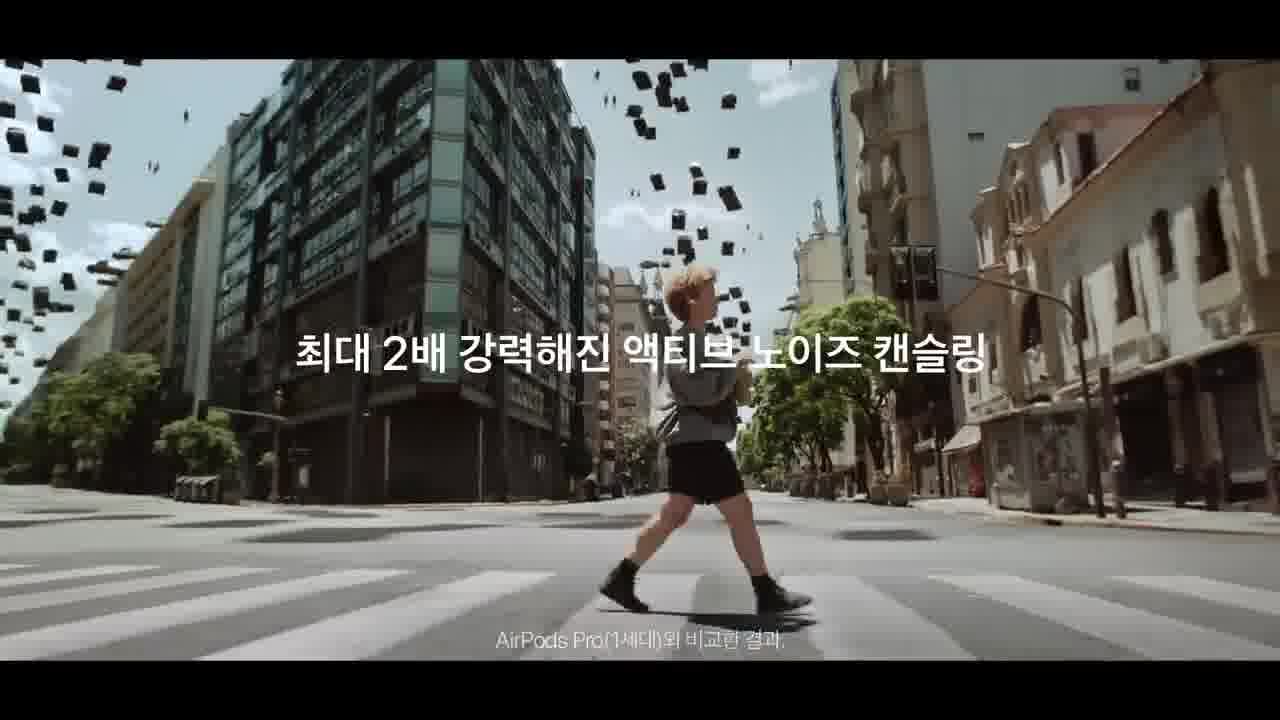 최대 2배 강력해진 액티브 노이즈 캔슬링
AirPods Pro(1세대)와 비교한 결과.